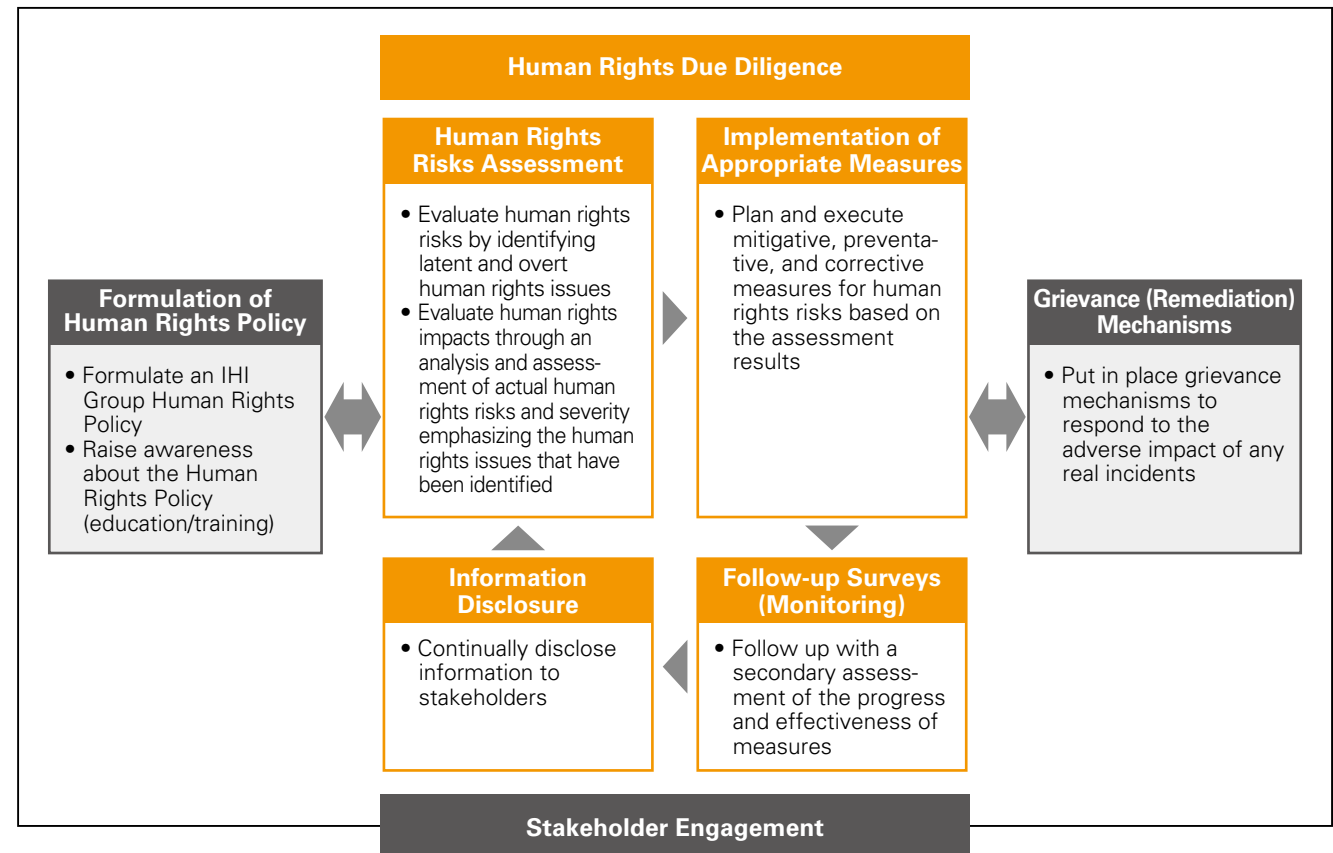 Human Rights Due Diligence
Human Rights
Risks Assessment
• Evaluate human rights
risks by identifying
latent and overt
human rights issues
• Evaluate human rights
impacts through an
analysis and assess-
ment of actual human
rights risks and severity
emphasizing the human
rights issues that have
been identified
Implementation of
Appropriate Measures
• Plan and execute
mitigative, preventa-
tive, and corrective
measures for human
rights risks based on
the assessment
results
Formulation of
Human Rights Policy
• Formulate an IHI
Group Human Rights
Policy
• Raise awareness
about the Human
Rights Policy
(education/training)
Grievance (Remediation)
Mechanisms
• Put in place grievance
mechanisms to
respond to the
adverse impact of any
real incidents
Information
Disclosure
• Continually disclose
information to
stakeholders
Follow-up Surveys
(Monitoring)
• Follow up with a
secondary assess-
ment of the progress
and effectiveness of
measures
Stakeholder Engagement